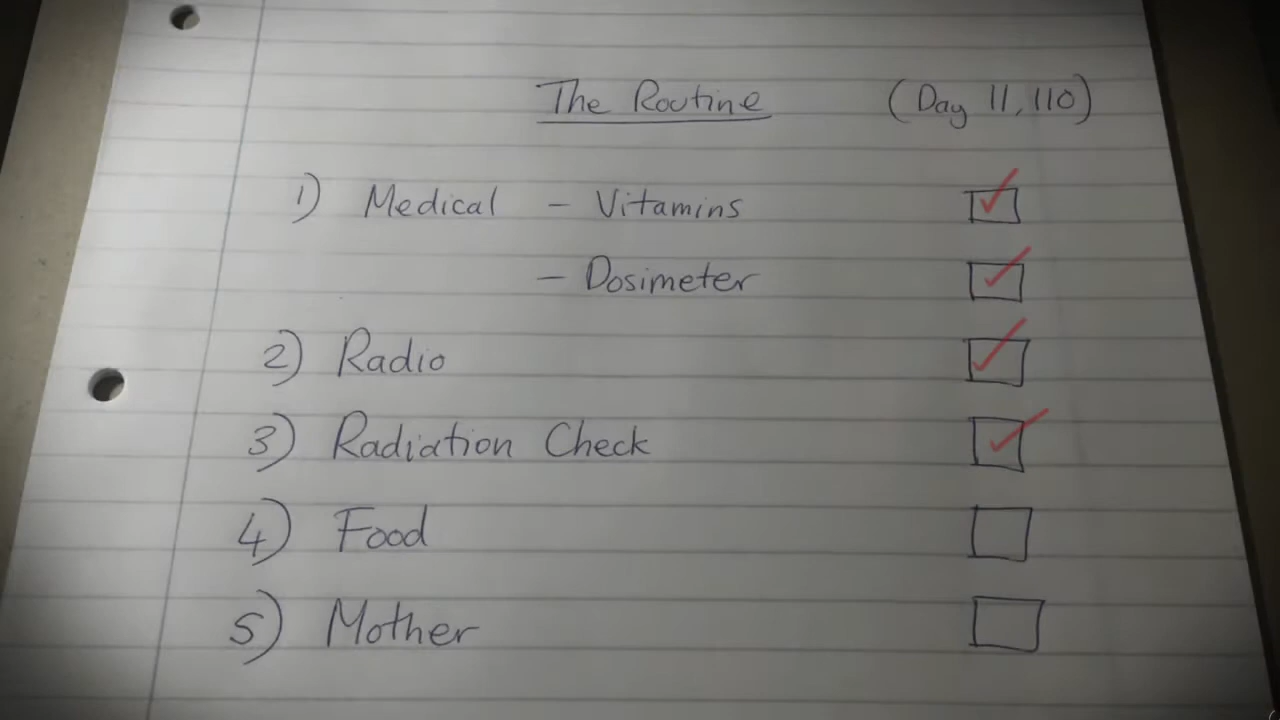 The Routine (Day 11,110)
1) Medical - Vitamins
- Dosimeter
2) Radio
3) Radiation Check
4) Food
5) Mother